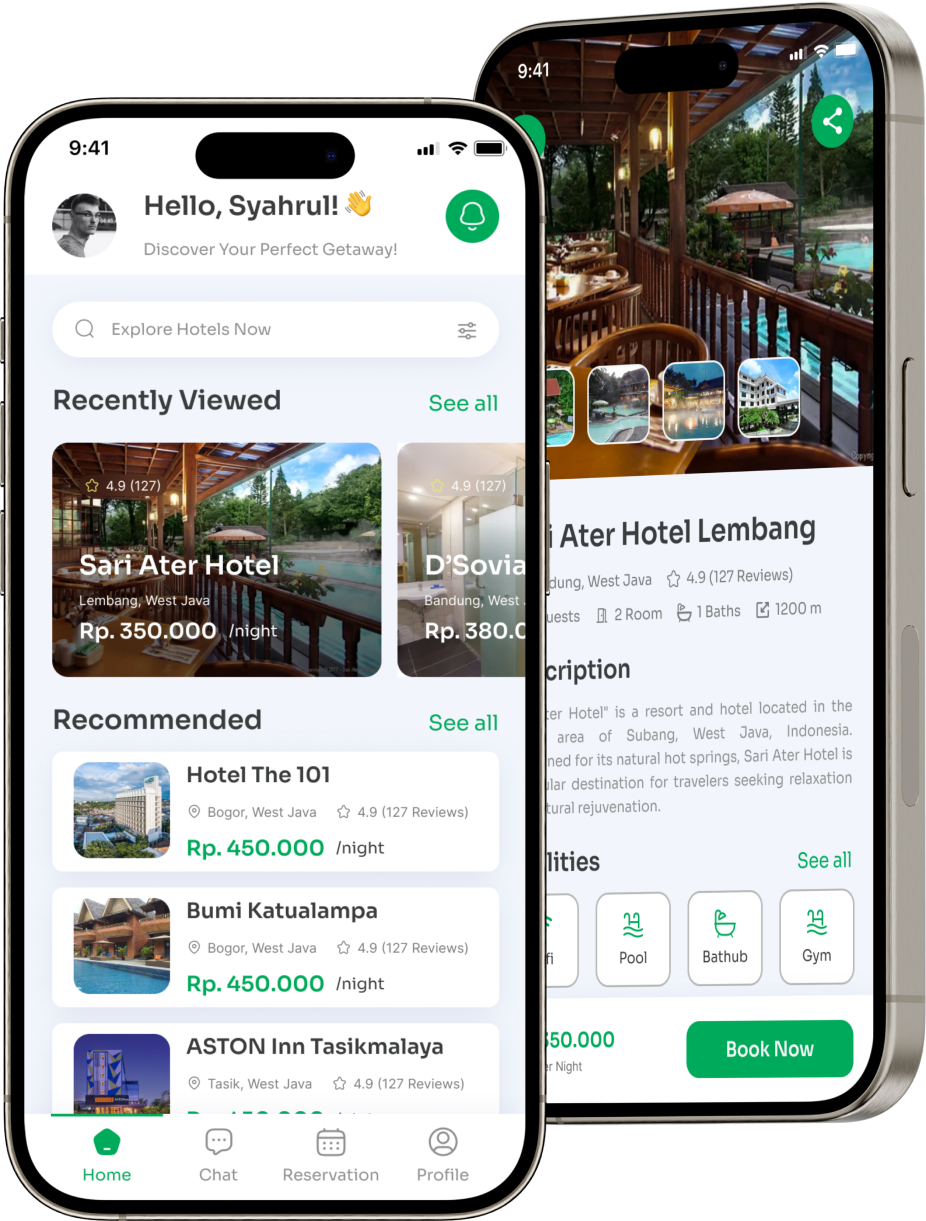 9:41
Hello, Syahrul! 👋
Discover Your Perfect Getaway!
Explore Hotels Now
Recently Viewed
See all
4.9 (127)
Sari Ater Hotel
Lembang, West Java
Rp. 350.000 /night
4.9 (127)
D'Sovia
Bandung, West
Rp. 380.0
Recommended
See all
Hotel The 101
Bogor, West Java 4.9 (127 Reviews)
Rp. 450.000 /night
Bumi Katualampa
Bogor, West Java 4.9 (127 Reviews)
Rp. 450.000 /night
ASTON Inn Tasikmalaya
Tasik, West Java 4.9 (127 Reviews)
Home
Chat
Reservation
Profile
9:41
i Ater Hotel Lembang
dung, West Java 4.9 (127 Reviews)
uests 2 Room 1 Baths 1200 m
cription
ter Hotel" is a resort and hotel located in the
area of Subang, West Java, Indonesia.
ned for its natural hot springs, Sari Ater Hotel is
ular destination for travelers seeking relaxation
tural rejuvenation.
lities
See all
fi
Pool
Bathub
Gym
350.000
er Night
Book Now